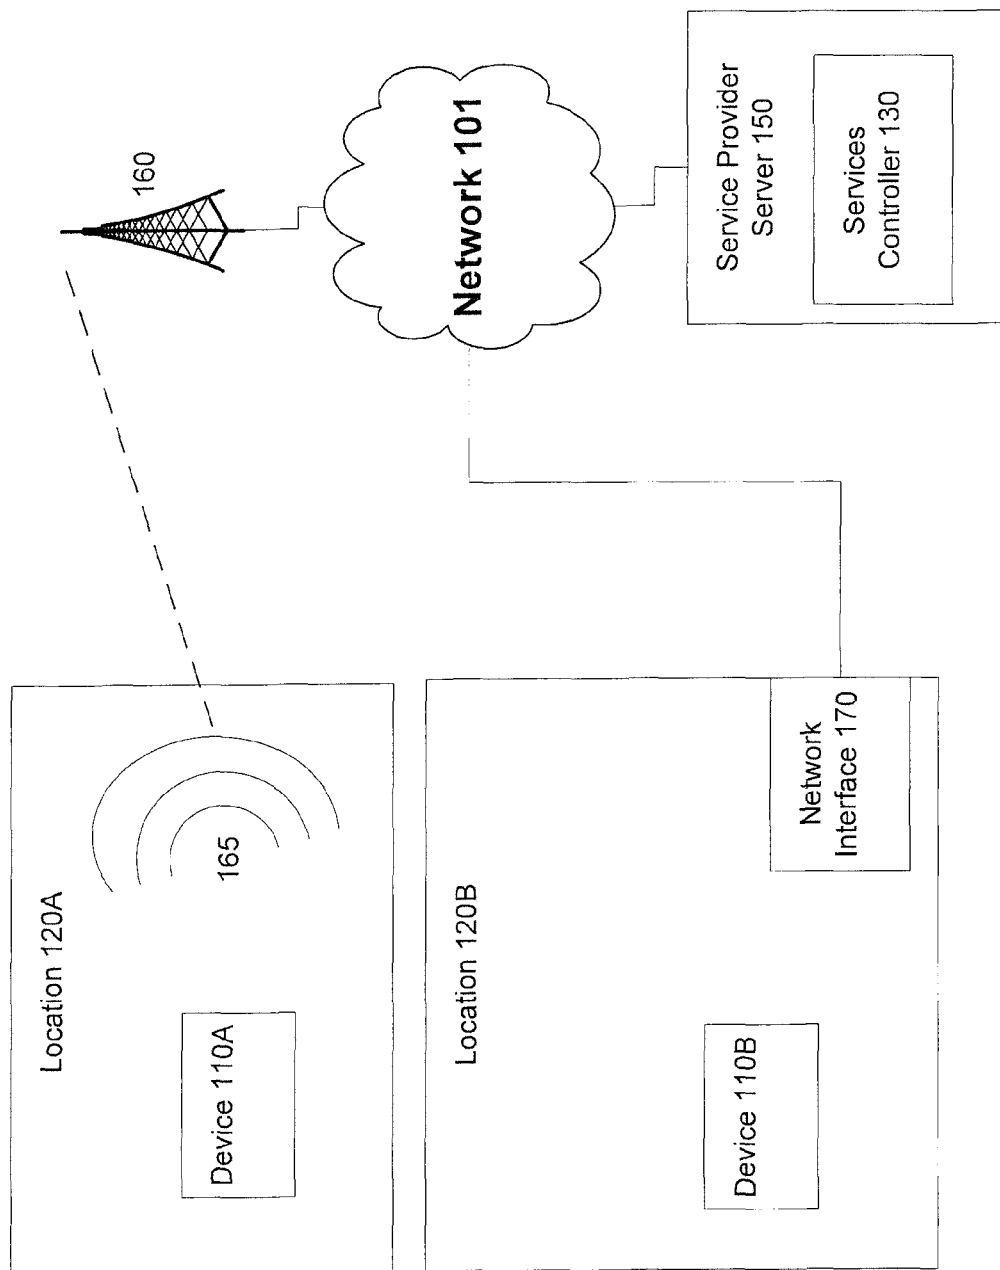 Location 120A
Device 110A
165
160
Network 101
Location 120B
Device 110B
Network
Interface 170
Service Provider
Server 150
Services
Controller 130